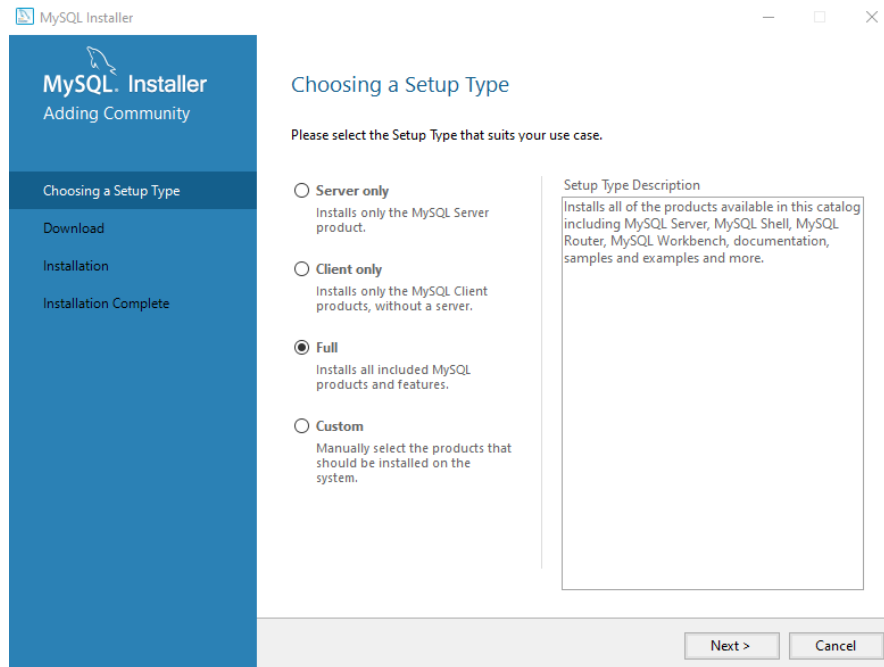 MySQL Installer
MySQL. Installer
Adding Community
Choosing a Setup Type
Download
Installation
Installation Complete
Choosing a Setup Type
Please select the Setup Type that suits your use case.
Server only
Installs only the MySQL Server
product.
Client only
Installs only the MySQL Client
products, without a server.
Full
Installs all included MySQL
products and features.
Custom
Manually select the products that
should be installed on the
system.
Setup Type Description
Installs all of the products available in this catalog
including MySQL Server, MySQL Shell, MySQL
Router, MySQL Workbench, documentation,
samples and examples and more.
Next >
Cancel